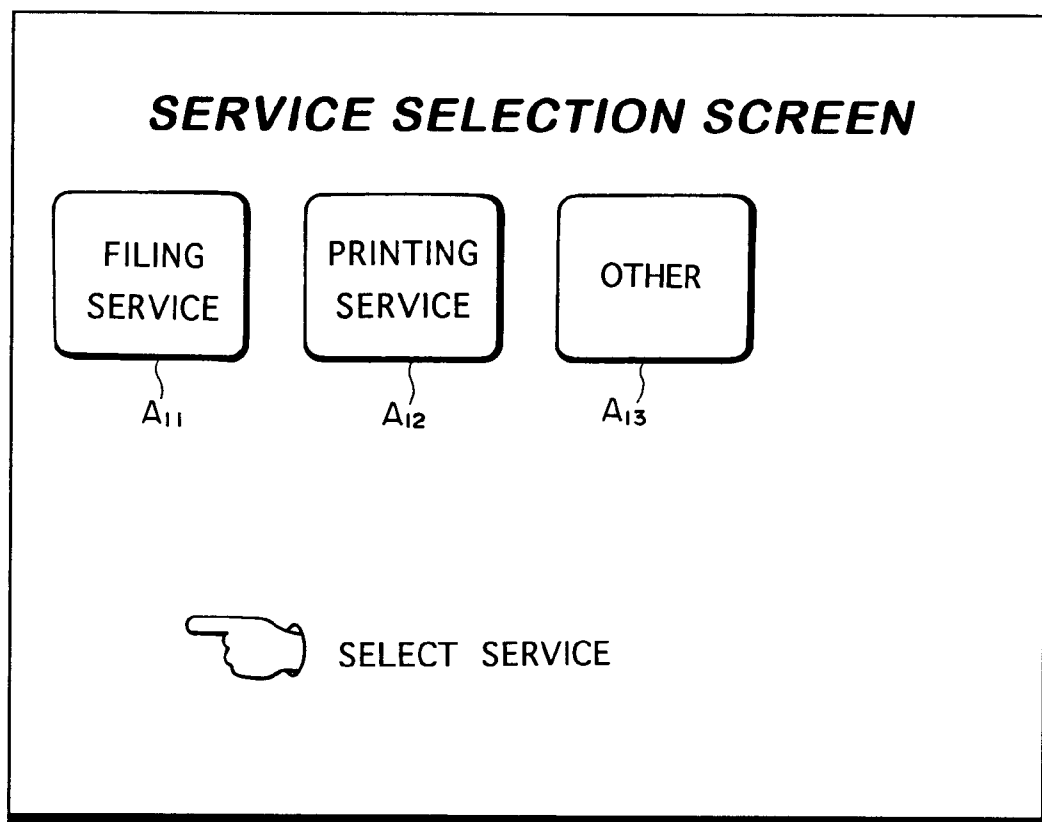 SERVICE SELECTION SCREEN
FILING
SERVICE
PRINTING
SERVICE
OTHER
A11
A12
A13
SELECT SERVICE